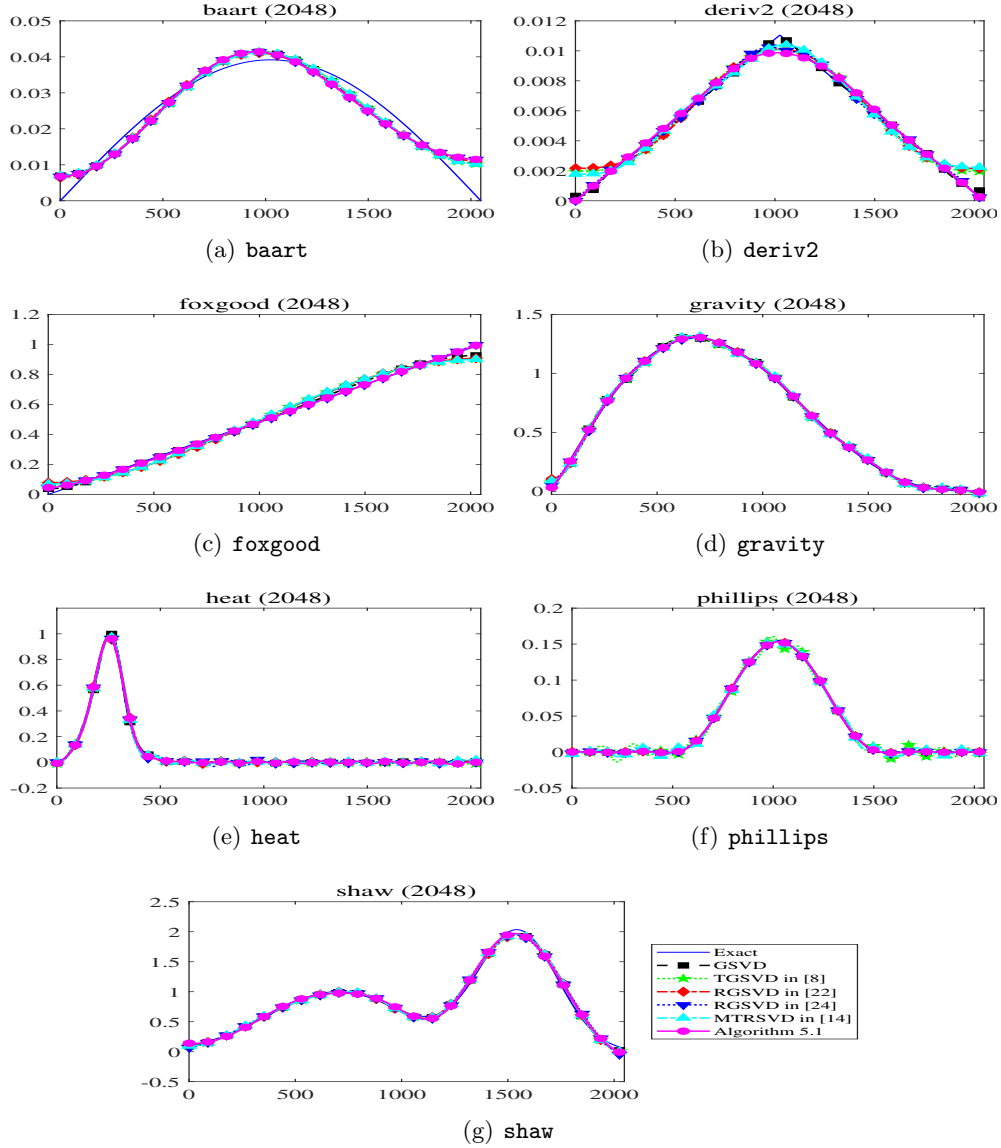 baart (2048)
0.05
0.04
0.03
0.02
0.01
0
0 500 1000 1500 2000
(a) baart
deriv2 (2048)
0.012
0.010
0.008
0.006
0.004
0.002
0
0 500 1000 1500 2000
(b) deriv2
foxgood (2048)
1.2
1
0.8
0.6
0.4
0.2
0
0 500 1000 1500 2000
(c) foxgood
gravity (2048)
1.5
1
0.5
0
0 500 1000 1500 2000
(d) gravity
heat (2048)
1
0.8
0.6
0.4
0.2
0
-0.2
0 500 1000 1500 2000
(e) heat
phillips (2048)
0.2
0.15
0.1
0.05
0
-0.05
0 500 1000 1500 2000
(f) phillips
shaw (2048)
2.5
2
1.5
1
0.5
0
-0.5
0 500 1000 1500 2000
(g) shaw
Exact
GSVD
TGSVD in [8]
RGSVD in [22]
RGSVD in [24]
MTRSVD in [14]
Algorithm 5.1